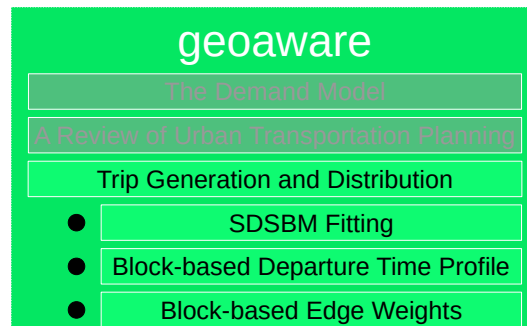 geoaware
The Demand Model
A Review of Urban Transportation Planning
Trip Generation and Distribution
SDSBM Fitting
Block-based Departure Time Profile
Block-based Edge Weights